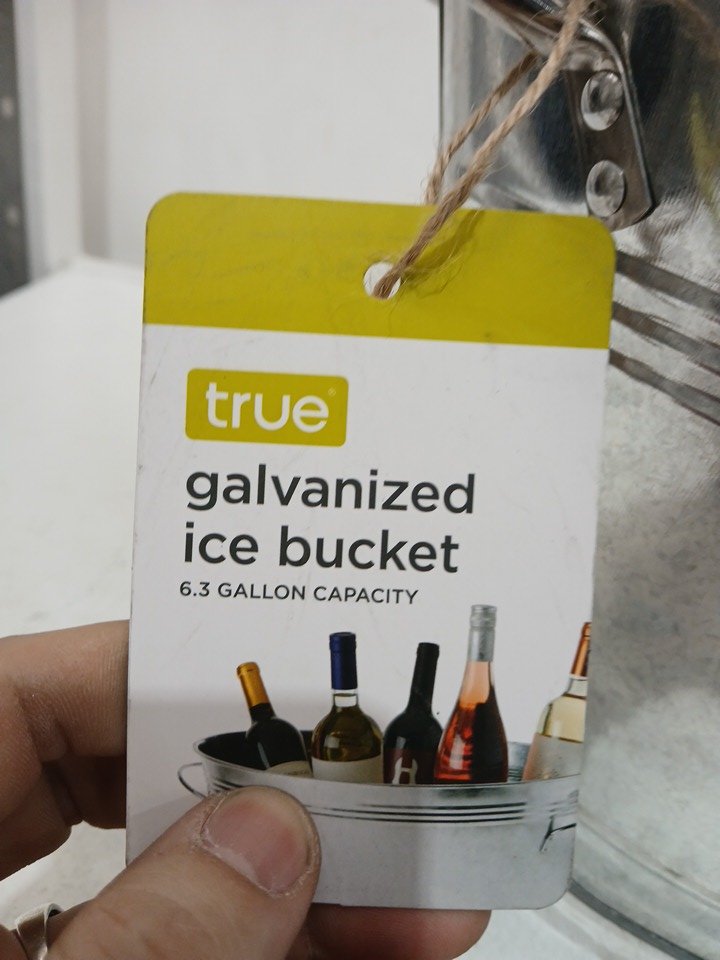 true®
galvanized
ice bucket
6.3 GALLON CAPACITY
H